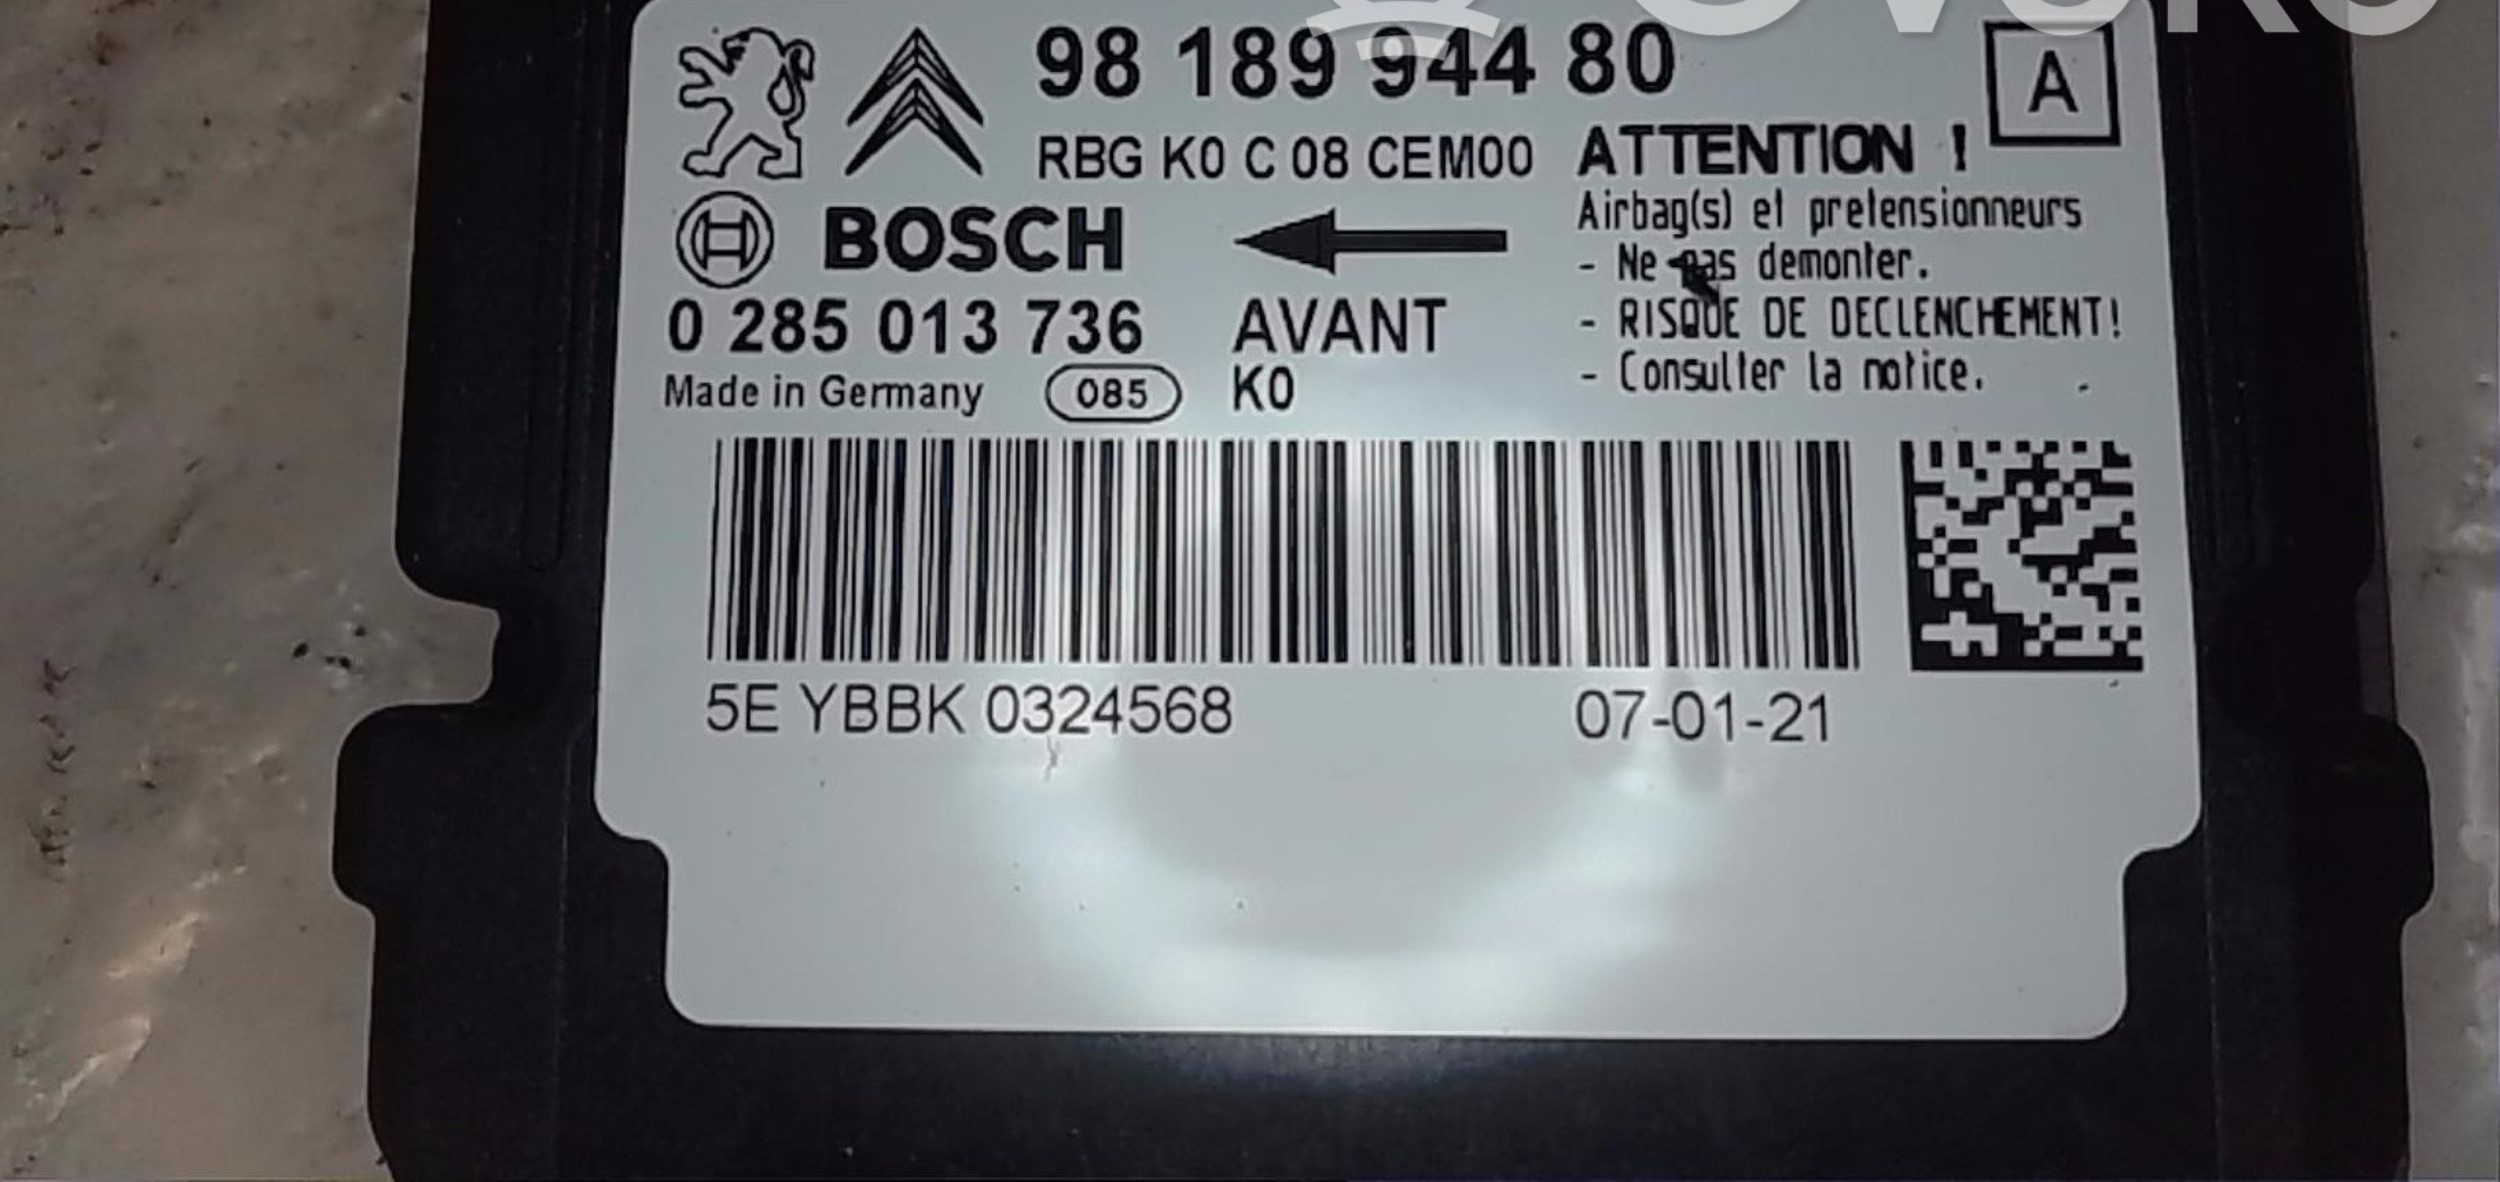 98 189 944 80
A
RBG K0 C 08 CEM00
ATTENTION !
Airbag(s) et pretensionneurs
- Ne pas demonter.
- RISQUE DE DECLENCHEMENT!
- Consulter la notice.
BOSCH
0 285 013 736
AVANT
Made in Germany
085
K0
5E YBBK 0324568
07-01-21